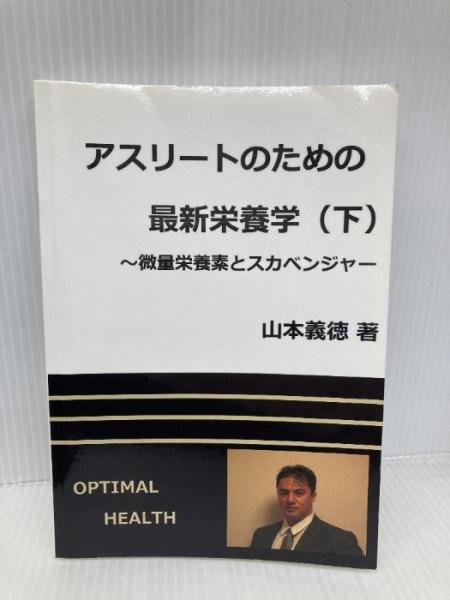 アスリートのための
最新栄養学（下）
～微量栄養素とスカベンジャー
山本義徳 著
OPTIMAL
HEALTH